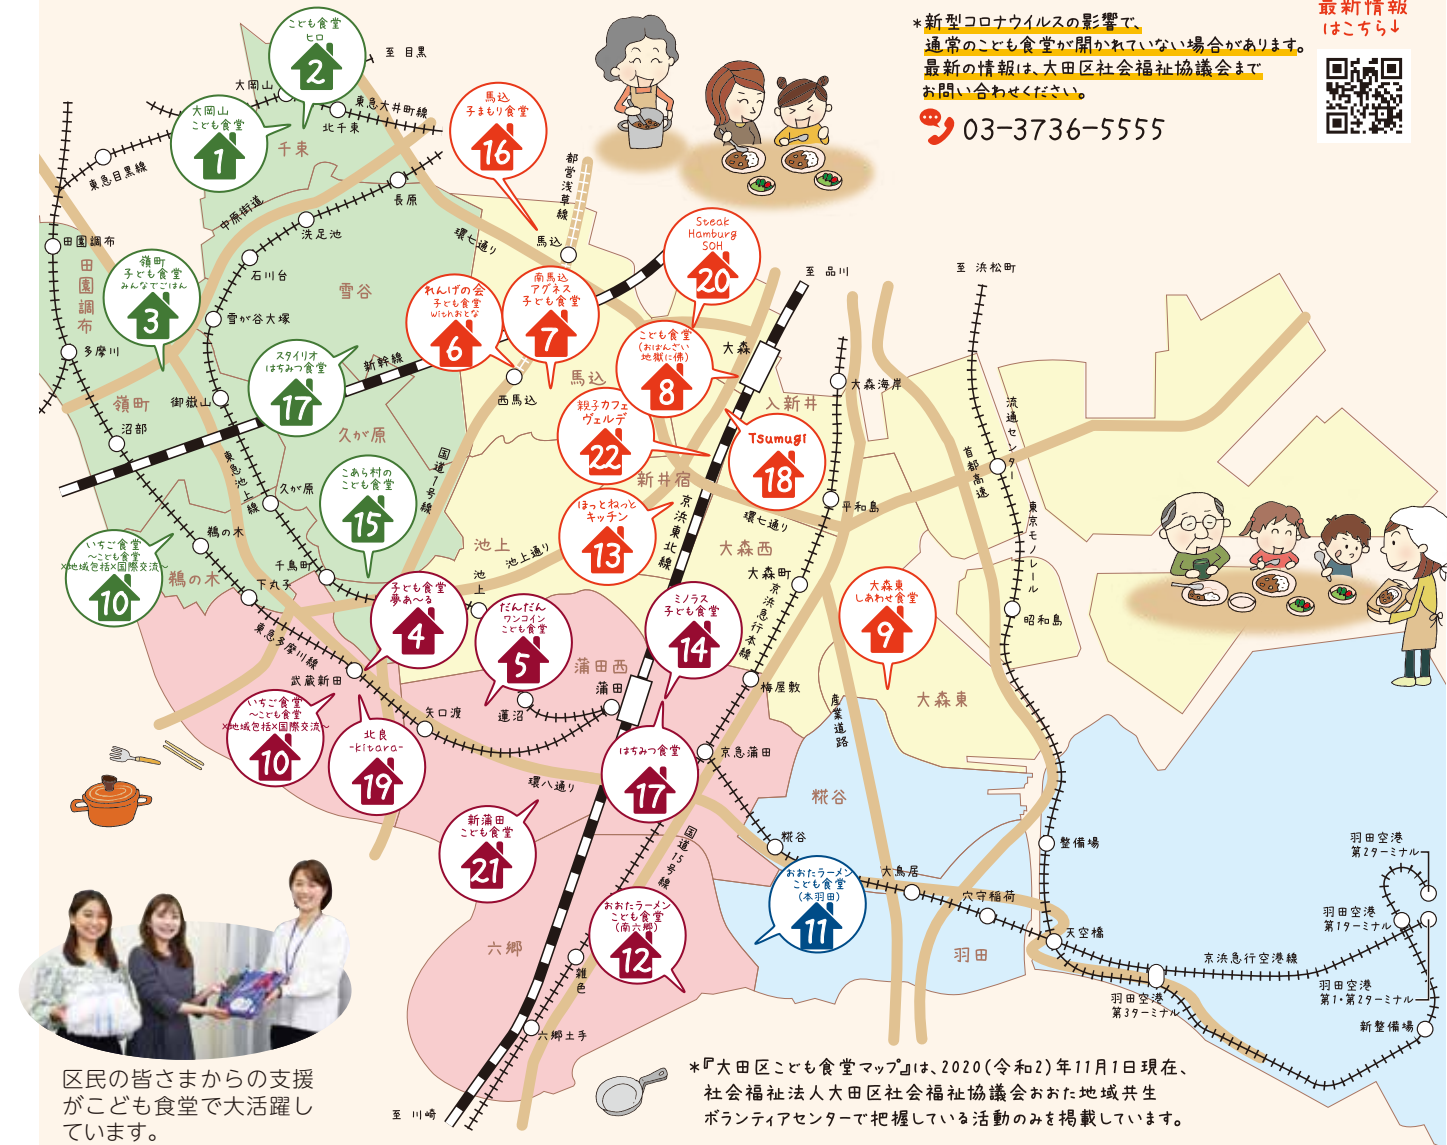 *新型コロナウイルスの影響で、
通常のこども食堂が開かれていない場合があります。
最新の情報は、大田区社会福祉協議会まで
お問い合わせください。
03-3736-5555
最新情報
はこちら↓
こども食堂
ヒロ
2
大岡山
こども食堂
1
馬込
子まもり食堂
16
嶺町
子ども食堂
みんなでごはん
3
れんげの会
子ども食堂
withおとな
6
南馬込
アグネス
子ども食堂
7
Steak
Hamburg
SOH
20
こども食堂
(おばんざい
地獄に佛)
8
スタイリオ
はちみつ食堂
17
親子カフェ
ヴェルデ
22
Tsumugi
18
こあら村の
こども食堂
15
ほっとねっと
キッチン
13
いちご食堂
~こども食堂
×地域包括×国際交流~
10
子ども食堂
夢あ~る
4
だんだん
ワンコイン
こども食堂
5
ミノラス
子ども食堂
14
大森東
しあわせ食堂
9
いちご食堂
~こども食堂
×地域包括×国際交流~
10
北良
-kitara-
19
はちみつ食堂
17
新蒲田
こども食堂
21
おおたラーメン
こども食堂
(南六郷)
12
おおたラーメン
こども食堂
(本羽田)
11
至 目黒
大岡山
東急大井町線
北千束
千束
東急目黒線
長原
中原街道
洗足池
環七通り
都営浅草線
馬込
田園調布
田園調布
石川台
雪谷
雪が谷大塚
多摩川
新幹線
西馬込
馬込
至 品川
至 浜松町
大森
大森海岸
入新井
嶺町
御嶽山
沼部
久が原
国道1号線
東急池上線
久が原
新井宿
京浜東北線
環七通り
平和島
首都高速
流通センター
東京モノレール
鵜の木
鵜の木
千鳥町
下丸子
池上
池上
池上通り
大森西
大森町
京浜急行本線
昭和島
東急多摩川線
武蔵新田
矢口渡
蓮沼
蒲田西
蒲田
梅屋敷
大森東
産業道路
京急蒲田
環八通り
糀谷
糀谷
国道15号線
整備場
大鳥居
穴守稲荷
天空橋
羽田
六郷
雑色
六郷土手
至 川崎
京浜急行空港線
羽田空港
第3ターミナル
羽田空港
第2ターミナル
羽田空港
第1ターミナル
羽田空港
第1・第2ターミナル
新整備場
区民の皆さまからの支援
がこども食堂で大活躍し
ています。
*『大田区こども食堂マップ』は、2020(令和2)年11月1日現在、
社会福祉法人大田区社会福祉協議会おおた地域共生
ボランティアセンターで把握している活動のみを掲載しています。